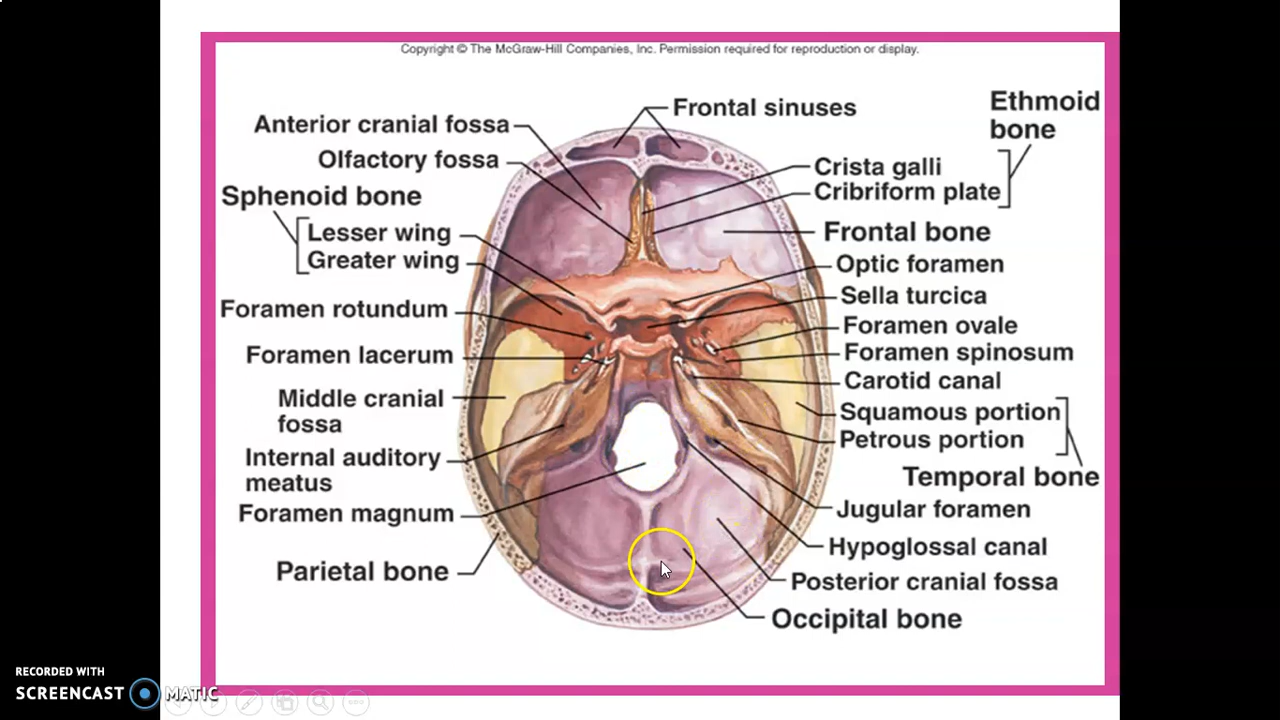 Copyright © The McGraw-Hill Companies, Inc. Permission required for reproduction or display.
Anterior cranial fossa
Olfactory fossa
Sphenoid bone
Lesser wing
Greater wing
Foramen rotundum
Foramen lacerum
Middle cranial
fossa
Internal auditory
meatus
Foramen magnum
Parietal bone
Frontal sinuses
Ethmoid
bone
Crista galli
Cribriform plate
Frontal bone
Optic foramen
Sella turcica
Foramen ovale
Foramen spinosum
Carotid canal
Squamous portion
Petrous portion
Temporal bone
Jugular foramen
Hypoglossal canal
Posterior cranial fossa
Occipital bone
RECORDED WITH
SCREENCAST MATIC